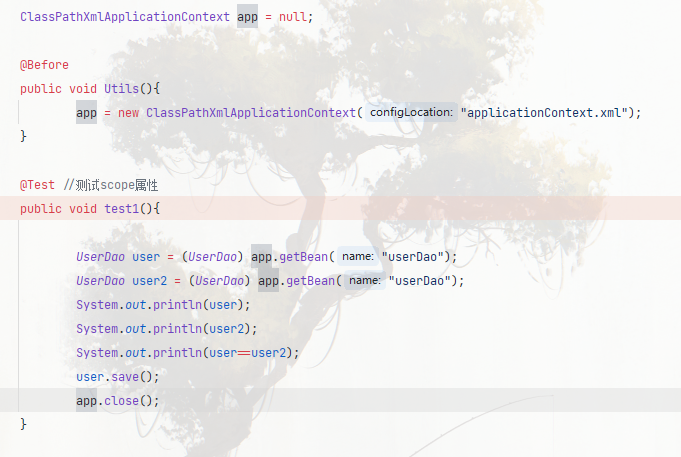 ClassPathXmlApplicationContext app = null;
@Before
public void Utils(){
app = new ClassPathXmlApplicationContext( configLocation: "applicationContext.xml");
}
@Test //测试scope属性
public void test1(){
UserDao user = (UserDao) app.getBean( name: "userDao");
UserDao user2 = (UserDao) app.getBean( name: "userDao");
System.out.println(user);
System.out.println(user2);
System.out.println(user==user2);
user.save();
app.close();
}